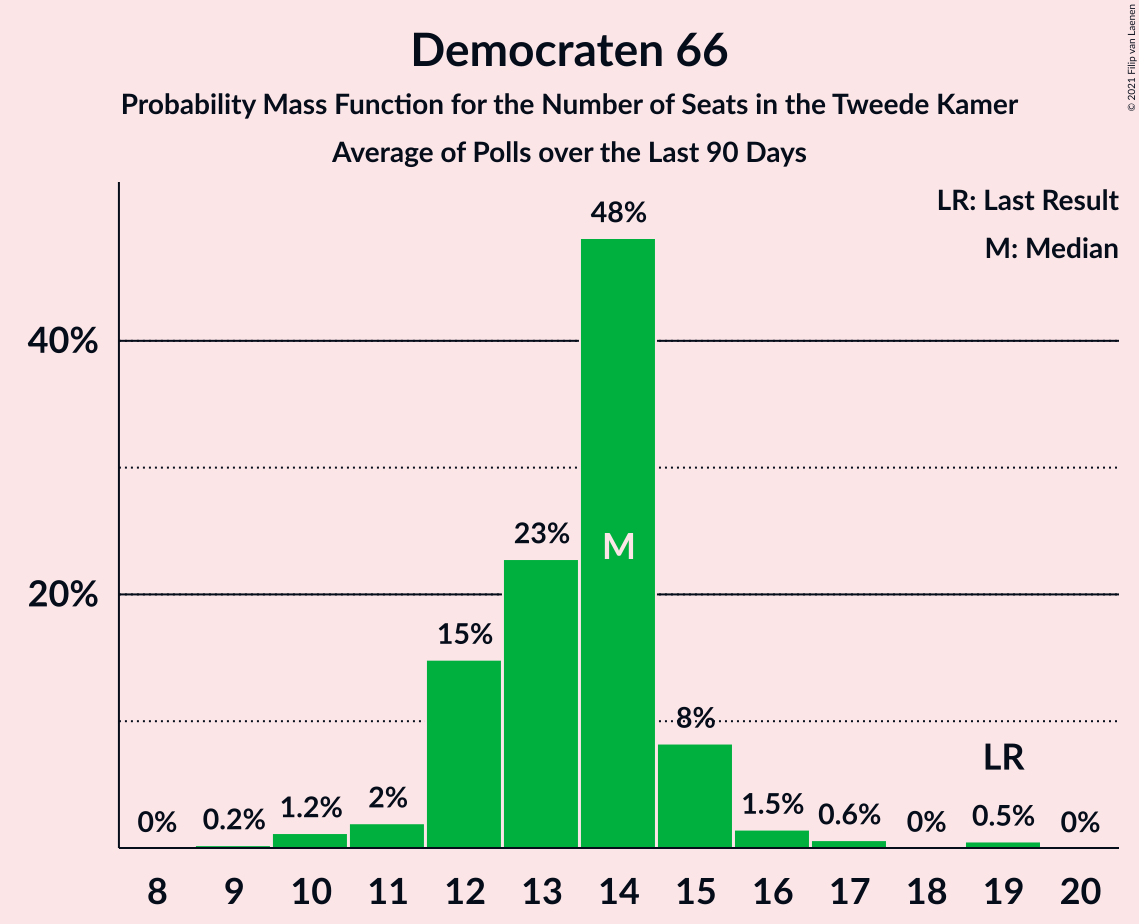 Democraten 66
Probability Mass Function for the Number of Seats in the Tweede Kamer
Average of Polls over the Last 90 Days
© 2021 Filip van Laenen
LR: Last Result
M: Median
40%
20%
0%
0.2%
1.2%
2%
15%
23%
48%
M
8%
1.5%
0.6%
0%
LR
0.5%
0%
8 9 10 11 12 13 14 15 16 17 18 19 20